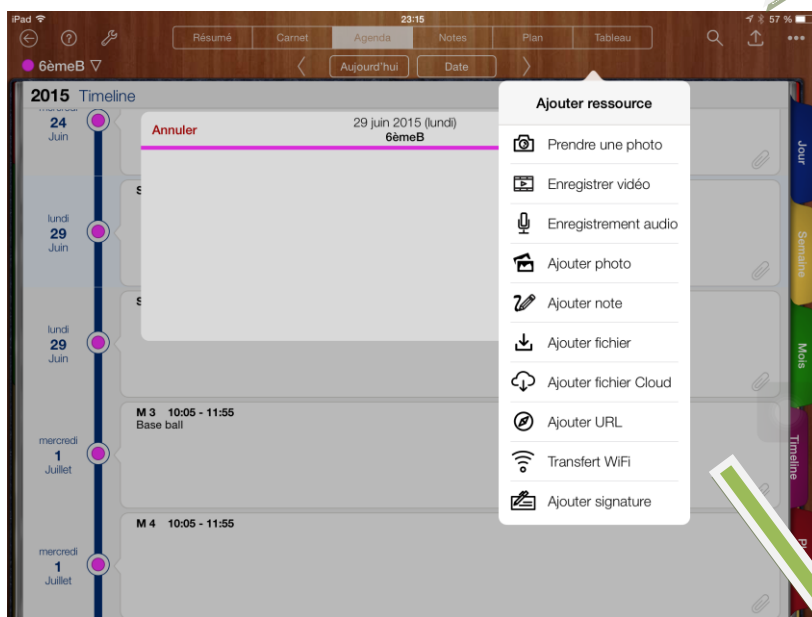 iPad 23:15 57 %
Résumé Carnet Agenda Notes Plan Tableau
6èmeB Aujourd'hui Date
2015 Timeline
24
Juin
Annuler
29 juin 2015 (lundi)
6èmeB
lundi
29
Juin
lundi
29
Juin
M 3 10:05 - 11:55
Base ball
mercredi
1
Juillet
M 4 10:05 - 11:55
mercredi
1
Juillet
Ajouter ressource
Prendre une photo
Enregistrer vidéo
Enregistrement audio
Ajouter photo
Ajouter note
Ajouter fichier
Ajouter fichier Cloud
Ajouter URL
Transfert WiFi
Ajouter signature
Jour
Semaine
Mois
Timeline